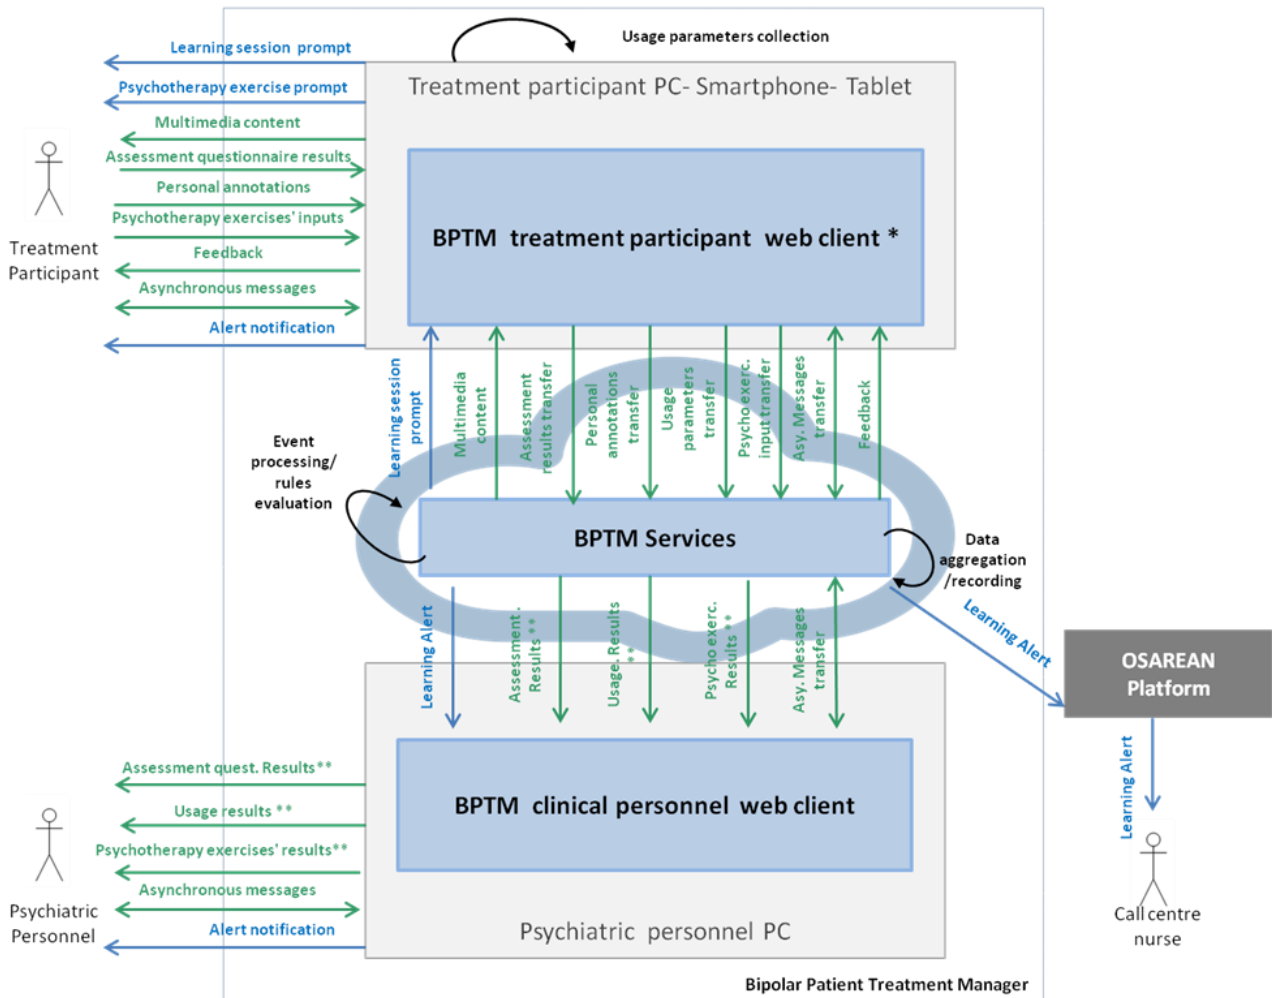 Usage parameters collection
Learning session prompt
Treatment participant PC- Smartphone- Tablet
Psychotherapy exercise prompt
Multimedia content
Assessment questionnaire results
Personal annotations
Psychotherapy exercises' inputs
Feedback
Asynchronous messages
Alert notification
Treatment
Participant
BPTM treatment participant web client *
Learning session
prompt
Multimedia
content
Assessment
results transfer
Personal
annotations
transfer
Usage
parameters
transfer
Psycho exerc.
input transfer
Asy. Messages
transfer
Feedback
Event
processing/
rules
evaluation
BPTM Services
Data
aggregation
/recording
Learning Alert
Assessment .
Results **
Usage. Results
**
Psycho exerc.
Results **
Asy. Messages
transfer
Learning Alert
OSAREAN
Platform
Learning Alert
Call centre
nurse
BPTM clinical personnel web client
Psychiatric personnel PC
Assessment quest. Results**
Usage results **
Psychotherapy exercises' results**
Asynchronous messages
Alert notification
Psychiatric
Personnel
Bipolar Patient Treatment Manager